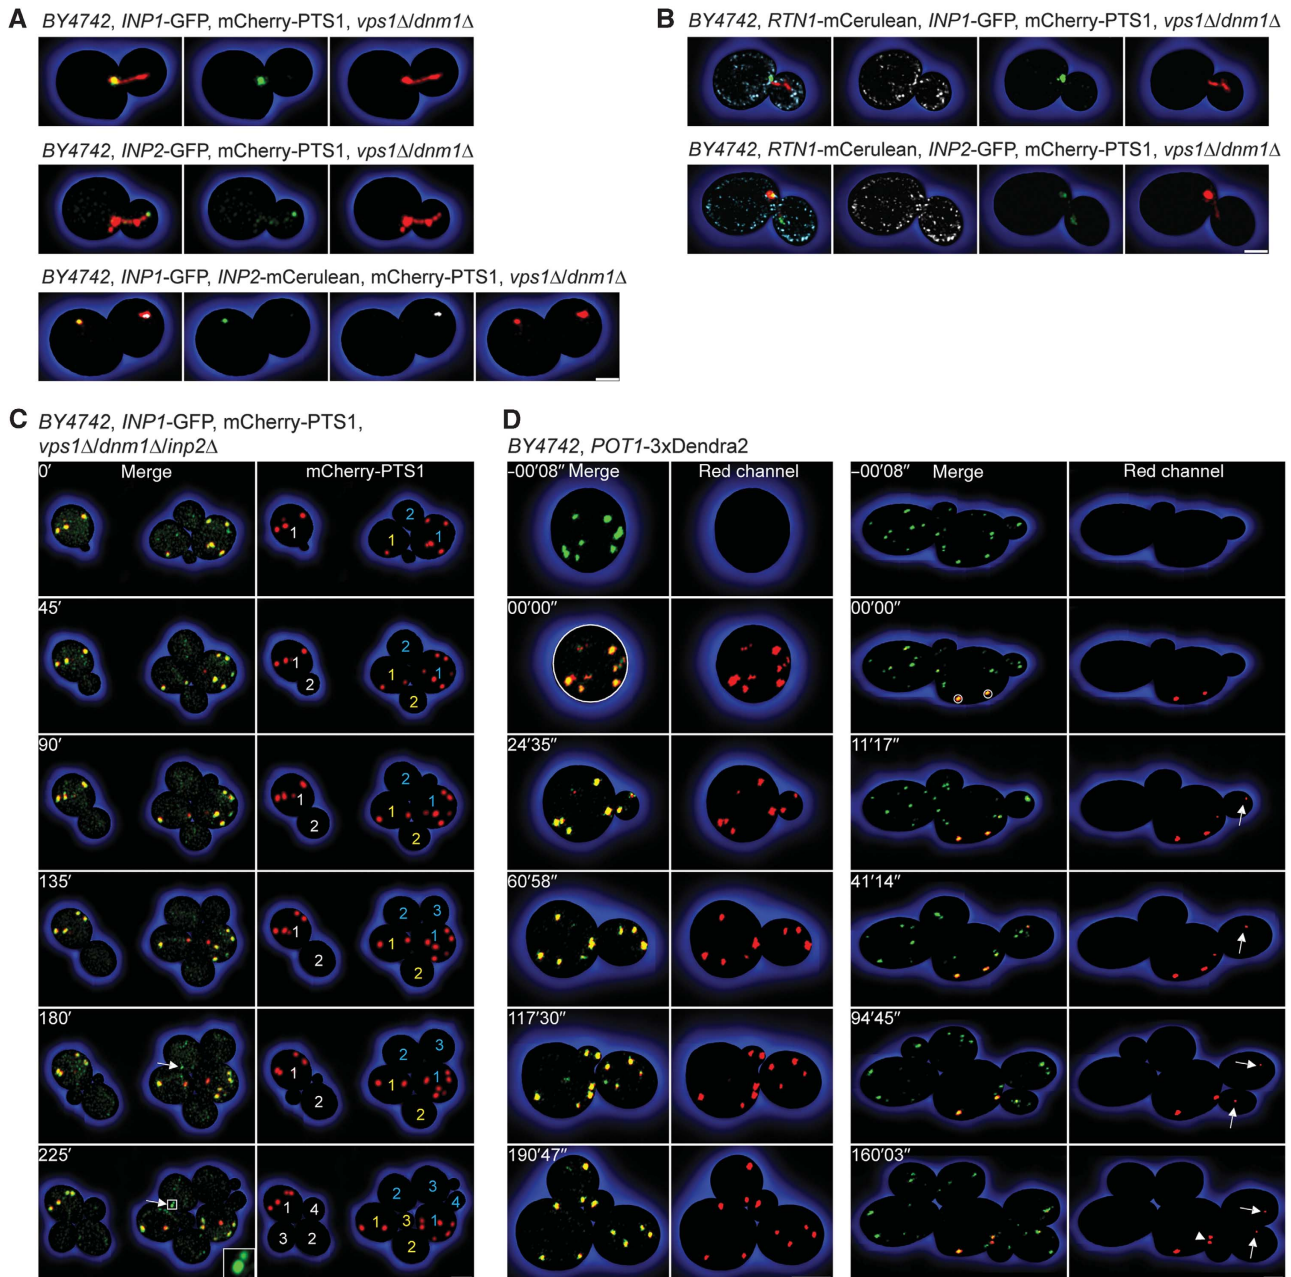 A
BY4742, INP1-GFP, mCherry-PTS1, vps1Δ/dnm1Δ
BY4742, INP2-GFP, mCherry-PTS1, vps1Δ/dnm1Δ
BY4742, INP1-GFP, INP2-mCerulean, mCherry-PTS1, vps1Δ/dnm1Δ
B
BY4742, RTN1-mCerulean, INP1-GFP, mCherry-PTS1, vps1Δ/dnm1Δ
BY4742, RTN1-mCerulean, INP2-GFP, mCherry-PTS1, vps1Δ/dnm1Δ
C
BY4742, INP1-GFP, mCherry-PTS1,
vps1Δ/dnm1Δ/inp2Δ
0′ Merge mCherry-PTS1
1 1 2 1
45′
1 2 2 1 1 2
90′
1 2 2 1 1 2
135′
1 2 2 3 1 1 2
180′
1 2 2 3 1 1 2
225′
1 4 3 2 2 3 4 1 3 1 2
D
BY4742, POT1-3xDendra2
–00′08″ Merge Red channel
00′00″
24′35″
60′58″
117′30″
190′47″
–00′08″ Merge Red channel
00′00″
11′17″
41′14″
94′45″
160′03″